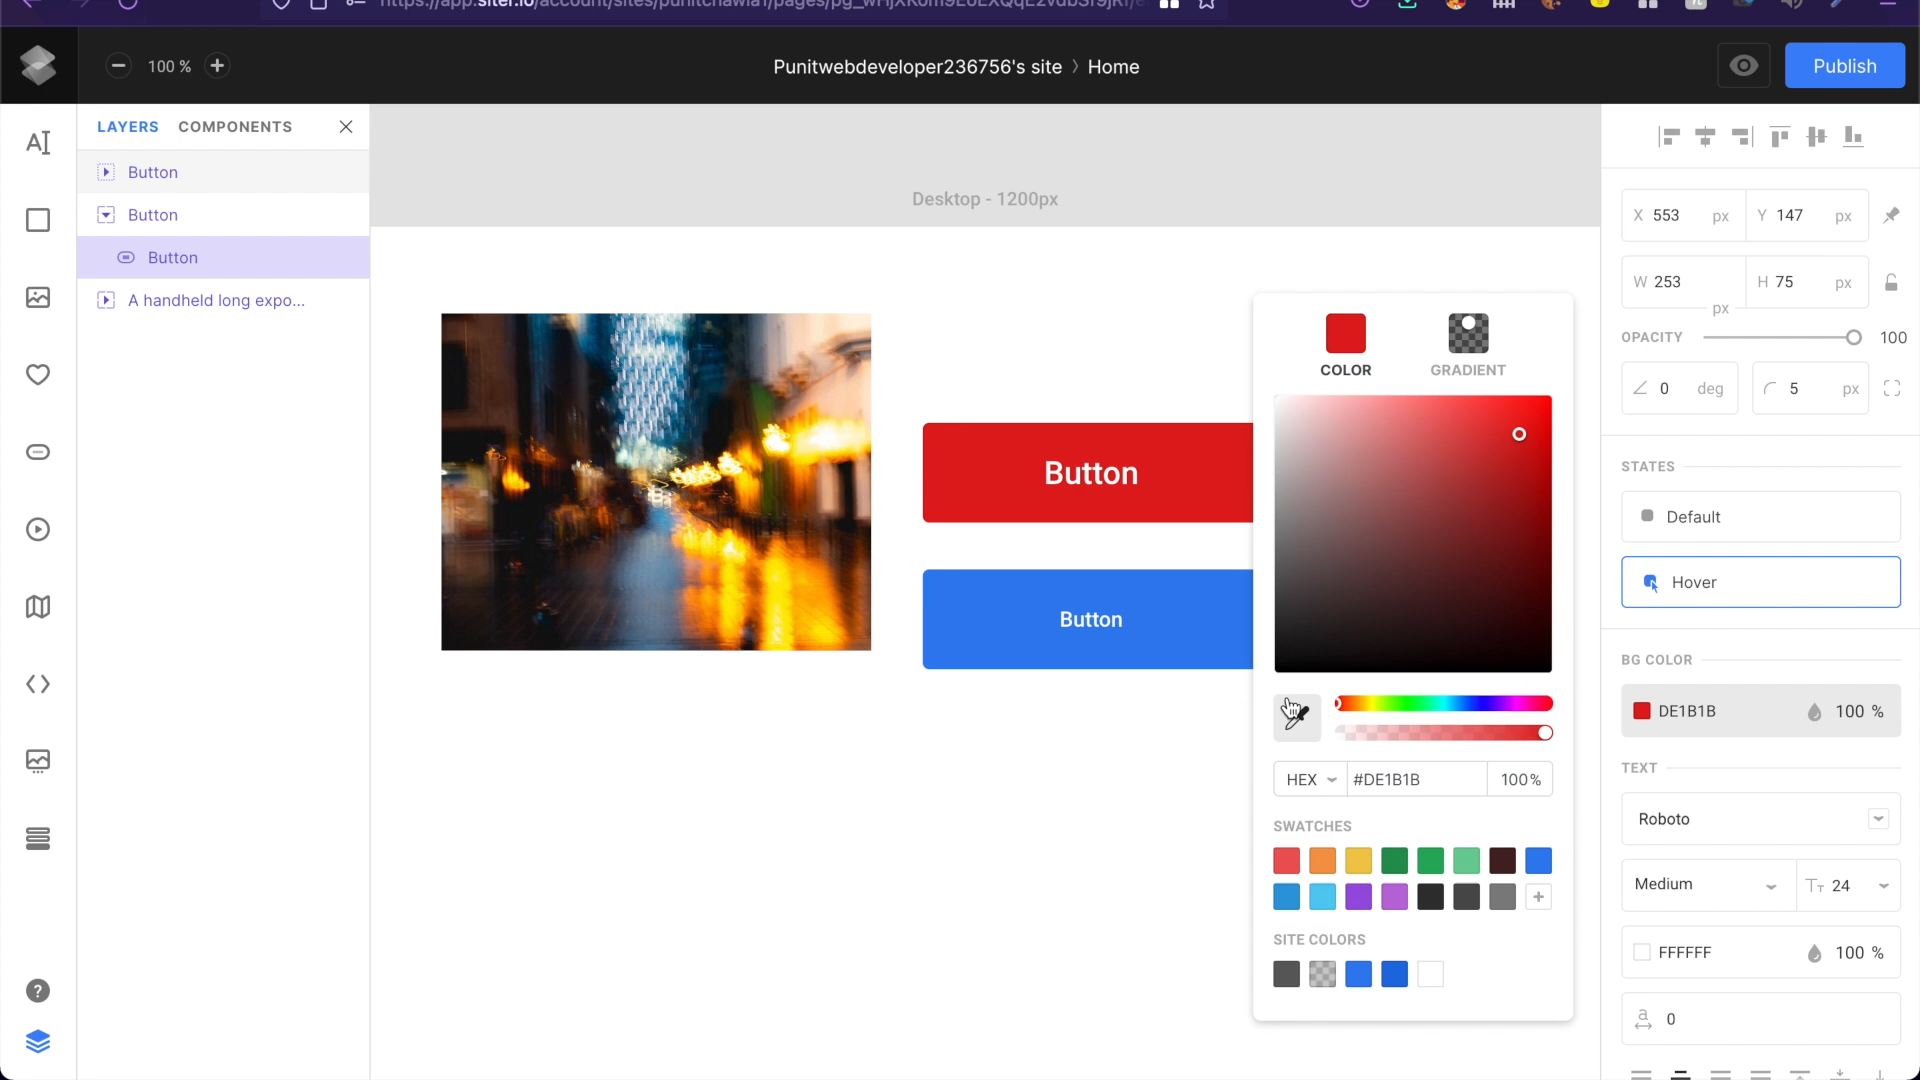 100 %
Punitwebdeveloper236756's site › Home
Publish
LAYERS
COMPONENTS
Button
Button
Button
A handheld long expo...
Desktop - 1200px
Button
Button
COLOR
GRADIENT
HEX
#DE1B1B
100%
SWATCHES
SITE COLORS
X 553 px
Y 147 px
W 253 px
H 75 px
OPACITY
100
0 deg
5 px
STATES
Default
Hover
BG COLOR
DE1B1B
100 %
TEXT
Roboto
Medium
24
FFFFFF
100 %
0